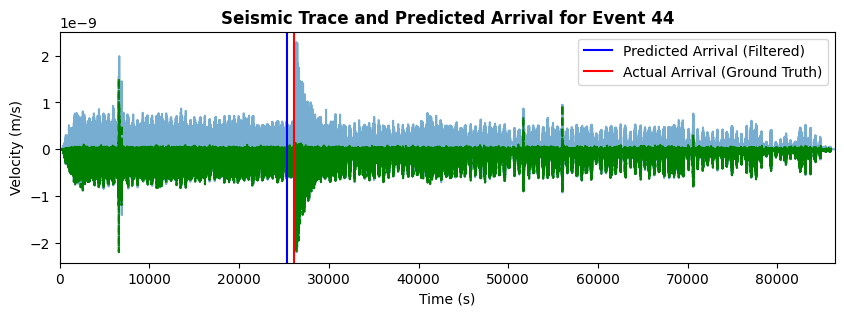 Seismic Trace and Predicted Arrival for Event 44
1e−9
Predicted Arrival (Filtered)
Actual Arrival (Ground Truth)
Velocity (m/s)
2
1
0
−1
−2
0 10000 20000 30000 40000 50000 60000 70000 80000
Time (s)